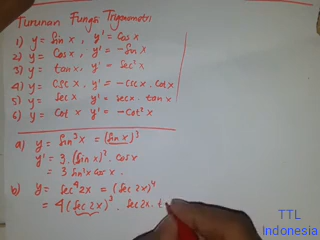 Turunan Fungsi Trigonometri
1) y = Sin x, y' = Cos x
2) y = Cos x, y' = -Sin x
3) y = tan x, y' = Sec² x
4) y = CSC x, y' = -CSC x . Cot x
5) y = Sec x y' = sec x . tan x
6) y = Cot x y' = -Cot² x
a) y = Sin³ x = (Sin x)³
y' = 3 . (Sin x)² . Cos x
= 3 Sin² x cos x .
b) y = Sec⁴ 2x = (Sec 2x)⁴
= 4 (Sec 2x)³ . Sec 2x . t
TTL
Indonesia